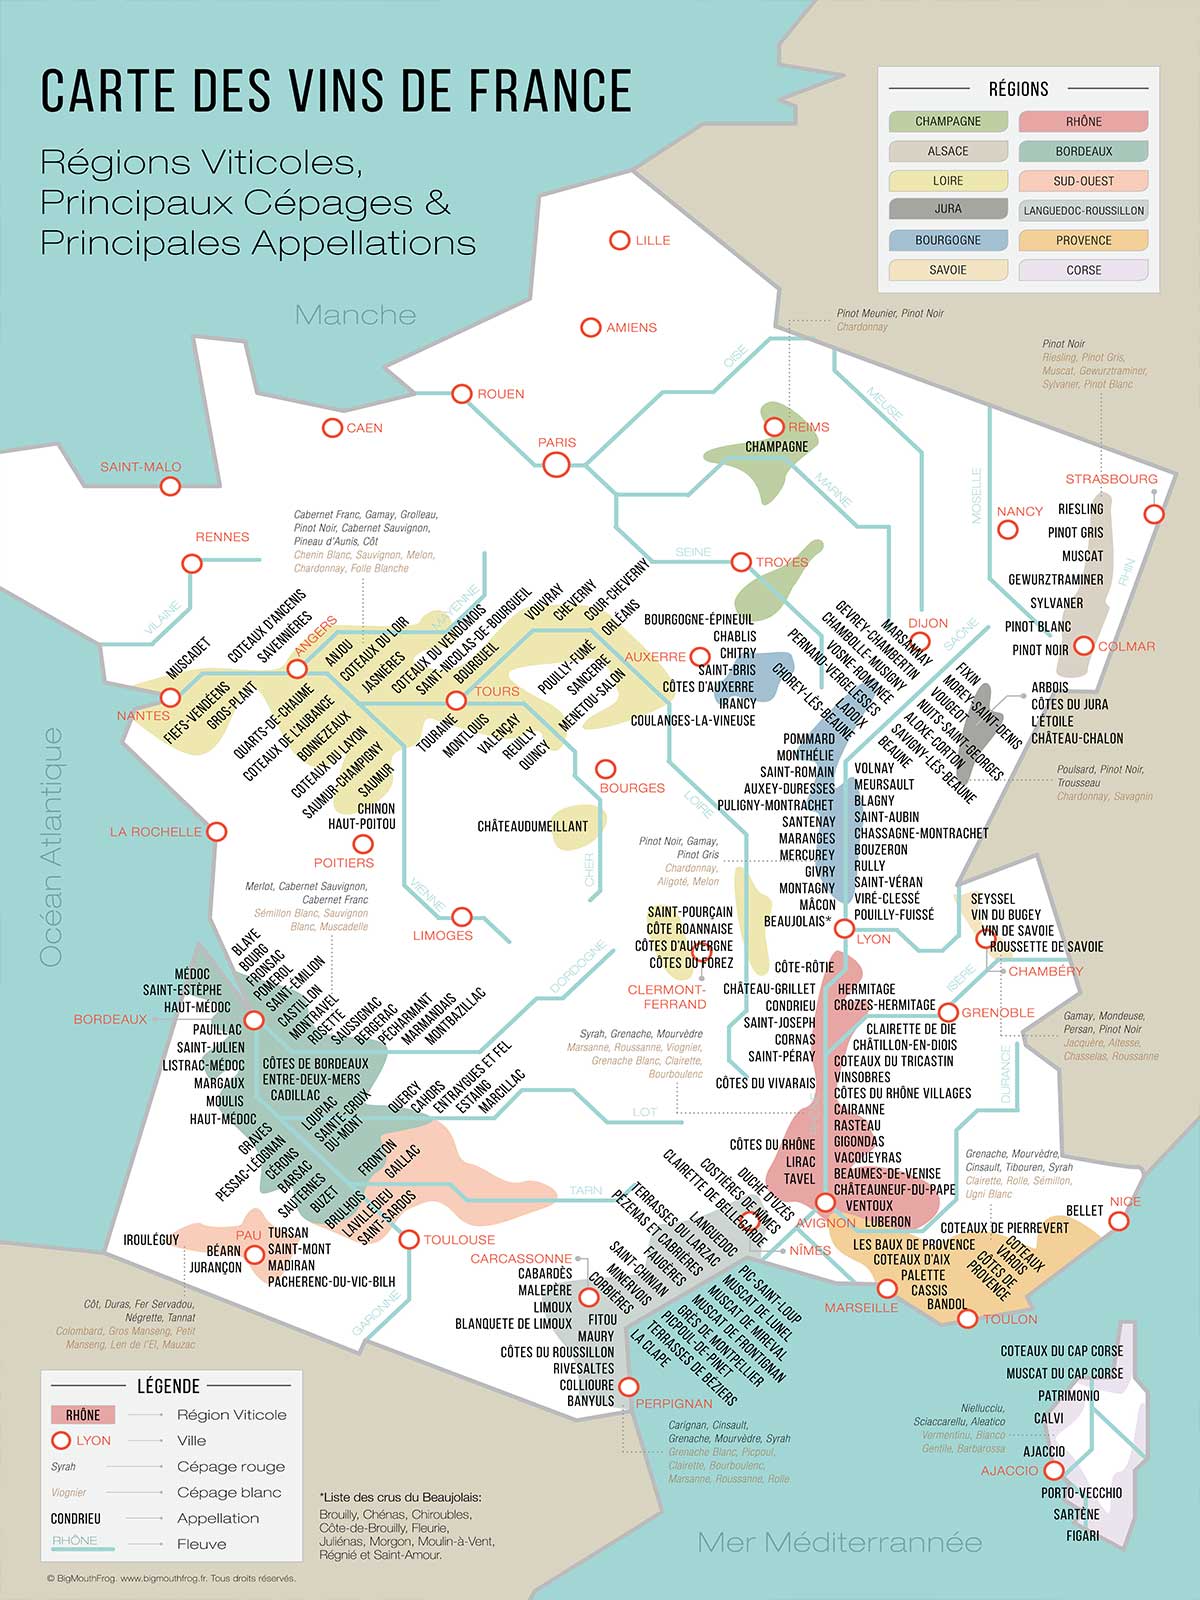 CARTE DES VINS DE FRANCE
Régions Viticoles,
Principaux Cépages &
Principales Appellations
RÉGIONS
CHAMPAGNE
RHÔNE
ALSACE
BORDEAUX
LOIRE
SUD-OUEST
JURA
LANGUEDOC-ROUSSILLON
BOURGOGNE
PROVENCE
SAVOIE
CORSE
Manche
LILLE
AMIENS
ROUEN
CAEN
PARIS
SAINT-MALO
RENNES
OISE
MEUSE
MARNE
MOSELLE
SEINE
VILAINE
MAYENNE
RHIN
SAÔNE
Pinot Meunier, Pinot Noir
Chardonnay
REIMS
CHAMPAGNE
TROYES
Pinot Noir
Riesling, Pinot Gris,
Muscat, Gewurztraminer,
Sylvaner, Pinot Blanc
STRASBOURG
NANCY
RIESLING
PINOT GRIS
MUSCAT
GEWURZTRAMINER
SYLVANER
PINOT BLANC
PINOT NOIR
COLMAR
Cabernet Franc, Gamay, Grolleau,
Pinot Noir, Cabernet Sauvignon,
Pineau d'Aunis, Côt
Chenin Blanc, Sauvignon, Melon,
Chardonnay, Folle Blanche
MUSCADET
COTEAUX D'ANCENIS
SAVENNIÈRES
ANGERS
ANJOU
COTEAUX DU LOIR
JASNIÈRES
COTEAUX DU VENDÔMOIS
SAINT-NICOLAS-DE-BOURGUEIL
BOURGUEIL
VOUVRAY
CHEVERNY
COUR-CHEVERNY
ORLÉANS
POUILLY-FUMÉ
SANCERRE
MENETOU-SALON
NANTES
FIEFS-VENDÉENS
GROS-PLANT
QUARTS-DE-CHAUME
COTEAUX DE L'AUBANCE
BONNEZEAUX
COTEAUX DU LAYON
SAUMUR-CHAMPIGNY
SAUMUR
CHINON
HAUT-POITOU
POITIERS
TOURS
TOURAINE
MONTLOUIS
VALENÇAY
REUILLY
QUINCY
BOURGES
CHÂTEAUDUMEILLANT
LOIRE
CHER
VIENNE
BOURGOGNE-ÉPINEUIL
CHABLIS
CHITRY
AUXERRE
SAINT-BRIS
CÔTES D'AUXERRE
IRANCY
COULANGES-LA-VINEUSE
DIJON
MARSANNAY
GEVREY-CHAMBERTIN
CHAMBOLLE-MUSIGNY
VOSNE-ROMANÉE
PERNAND-VERGELESSES
LADOIX
CHOREY-LÈS-BEAUNE
FIXIN
MOREY-SAINT-DENIS
VOUGEOT
NUITS-SAINT-GEORGES
ALOXE-CORTON
SAVIGNY-LÈS-BEAUNE
BEAUNE
POMMARD
MONTHÉLIE
SAINT-ROMAIN
AUXEY-DURESSES
PULIGNY-MONTRACHET
SANTENAY
MARANGES
MERCUREY
GIVRY
MONTAGNY
MÂCON
BEAUJOLAIS*
VOLNAY
MEURSAULT
BLAGNY
SAINT-AUBIN
CHASSAGNE-MONTRACHET
BOUZERON
RULLY
SAINT-VÉRAN
VIRÉ-CLESSÉ
POUILLY-FUISSÉ
ARBOIS
CÔTES DU JURA
L'ÉTOILE
CHÂTEAU-CHALON
Poulsard, Pinot Noir,
Trousseau
Chardonnay, Savagnin
Pinot Noir, Gamay,
Pinot Gris
Chardonnay,
Aligoté, Melon
Océan Atlantique
LA ROCHELLE
LIMOGES
Merlot, Cabernet Sauvignon,
Cabernet Franc
Sémillon Blanc, Sauvignon
Blanc, Muscadelle
SAINT-POURÇAIN
CÔTE ROANNAISE
CÔTES D'AUVERGNE
CÔTES DU FOREZ
CLERMONT-
FERRAND
LYON
SEYSSEL
VIN DU BUGEY
VIN DE SAVOIE
ROUSSETTE DE SAVOIE
CHAMBÉRY
ISÈRE
GRENOBLE
Gamay, Mondeuse,
Persan, Pinot Noir
Jacquère, Altesse,
Chasselas, Roussanne
BLAYE
BOURG
FRONSAC
POMEROL
SAINT-ÉMILION
CASTILLON
MONTRAVEL
ROSETTE
SAUSSIGNAC
BERGERAC
PÉCHARMANT
MARMANDAIS
MONTBAZILLAC
DORDOGNE
MÉDOC
SAINT-ESTÈPHE
HAUT-MÉDOC
BORDEAUX
PAUILLAC
SAINT-JULIEN
LISTRAC-MÉDOC
MARGAUX
MOULIS
HAUT-MÉDOC
CÔTES DE BORDEAUX
ENTRE-DEUX-MERS
CADILLAC
LOUPIAC
SAINTE-CROIX
DU-MONT
GRAVES
PESSAC-LÉOGNAN
CÉRONS
BARSAC
SAUTERNES
BUZET
BRULHOIS
LAVILLEDIEU
SAINT-SARDOS
FRONTON
GAILLAC
QUERCY
CAHORS
ENTRAYGUES ET FEL
ESTAING
MARCILLAC
LOT
TARN
Syrah, Grenache, Mourvèdre
Marsanne, Roussanne, Viognier,
Grenache Blanc, Clairette,
Bourboulenc
CÔTE-RÔTIE
CHÂTEAU-GRILLET
CONDRIEU
SAINT-JOSEPH
CORNAS
SAINT-PÉRAY
CÔTES DU VIVARAIS
CÔTES DU RHÔNE
LIRAC
TAVEL
HERMITAGE
CROZES-HERMITAGE
CLAIRETTE DE DIE
CHÂTILLON-EN-DIOIS
COTEAUX DU TRICASTIN
VINSOBRES
CÔTES DU RHÔNE VILLAGES
CAIRANNE
RASTEAU
GIGONDAS
VACQUEYRAS
BEAUMES-DE-VENISE
CHÂTEAUNEUF-DU-PAPE
VENTOUX
LUBERON
AVIGNON
DURANCE
Grenache, Mourvèdre,
Cinsault, Tibouren, Syrah
Clairette, Rolle, Sémillon,
Ugni Blanc
NICE
BELLET
COTEAUX DE PIERREVERT
COTEAUX
VAROIS
CÔTES DE
PROVENCE
LES BAUX DE PROVENCE
COTEAUX D'AIX
PALETTE
CASSIS
BANDOL
MARSEILLE
TOULON
IROULÉGUY
PAU
BÉARN
JURANÇON
TURSAN
SAINT-MONT
MADIRAN
PACHERENC-DU-VIC-BILH
TOULOUSE
GARONNE
Côt, Duras, Fer Servadou,
Négrette, Tannat
Colombard, Gros Manseng, Petit
Manseng, Len de l'El, Mauzac
DUCHÉ D'UZÈS
COSTIÈRES DE NÎMES
CLAIRETTE DE BELLEGARDE
NÎMES
LANGUEDOC
TERRASSES DU LARZAC
PÉZENAS ET CABRIÈRES
FAUGÈRES
SAINT-CHINIAN
MINERVOIS
CORBIÈRES
CARCASSONNE
CABARDÈS
MALEPÈRE
LIMOUX
BLANQUETE DE LIMOUX
FITOU
MAURY
CÔTES DU ROUSSILLON
RIVESALTES
COLLIOURE
BANYULS
PERPIGNAN
PIC-SAINT-LOUP
MUSCAT DE LUNEL
MUSCAT DE MIREVAL
MUSCAT DE FRONTIGNAN
GRÈS DE MONTPELLIER
PICPOUL-DE-PINET
TERRASSES DE BÉZIERS
LA CLAPE
Carignan, Cinsault,
Grenache, Mourvèdre, Syrah
Grenache Blanc, Picpoul,
Clairette, Bourboulenc,
Marsanne, Roussanne, Rolle
COTEAUX DU CAP CORSE
MUSCAT DU CAP CORSE
PATRIMONIO
CALVI
AJACCIO
AJACCIO
PORTO-VECCHIO
SARTÈNE
FIGARI
Niellucciu,
Sciaccarellu, Aleatico
Vermentinu, Bianco
Gentile, Barbarossa
Mer Méditerrannée
LÉGENDE
RHÔNE Région Viticole
LYON Ville
Syrah Cépage rouge
Viognier Cépage blanc
CONDRIEU Appellation
RHÔNE Fleuve
*Liste des crus du Beaujolais:
Brouilly, Chénas, Chiroubles,
Côte-de-Brouilly, Fleurie,
Juliénas, Morgon, Moulin-à-Vent,
Régnié et Saint-Amour.
© BigMouthFrog. www.bigmouthfrog.fr. Tous droits réservés.